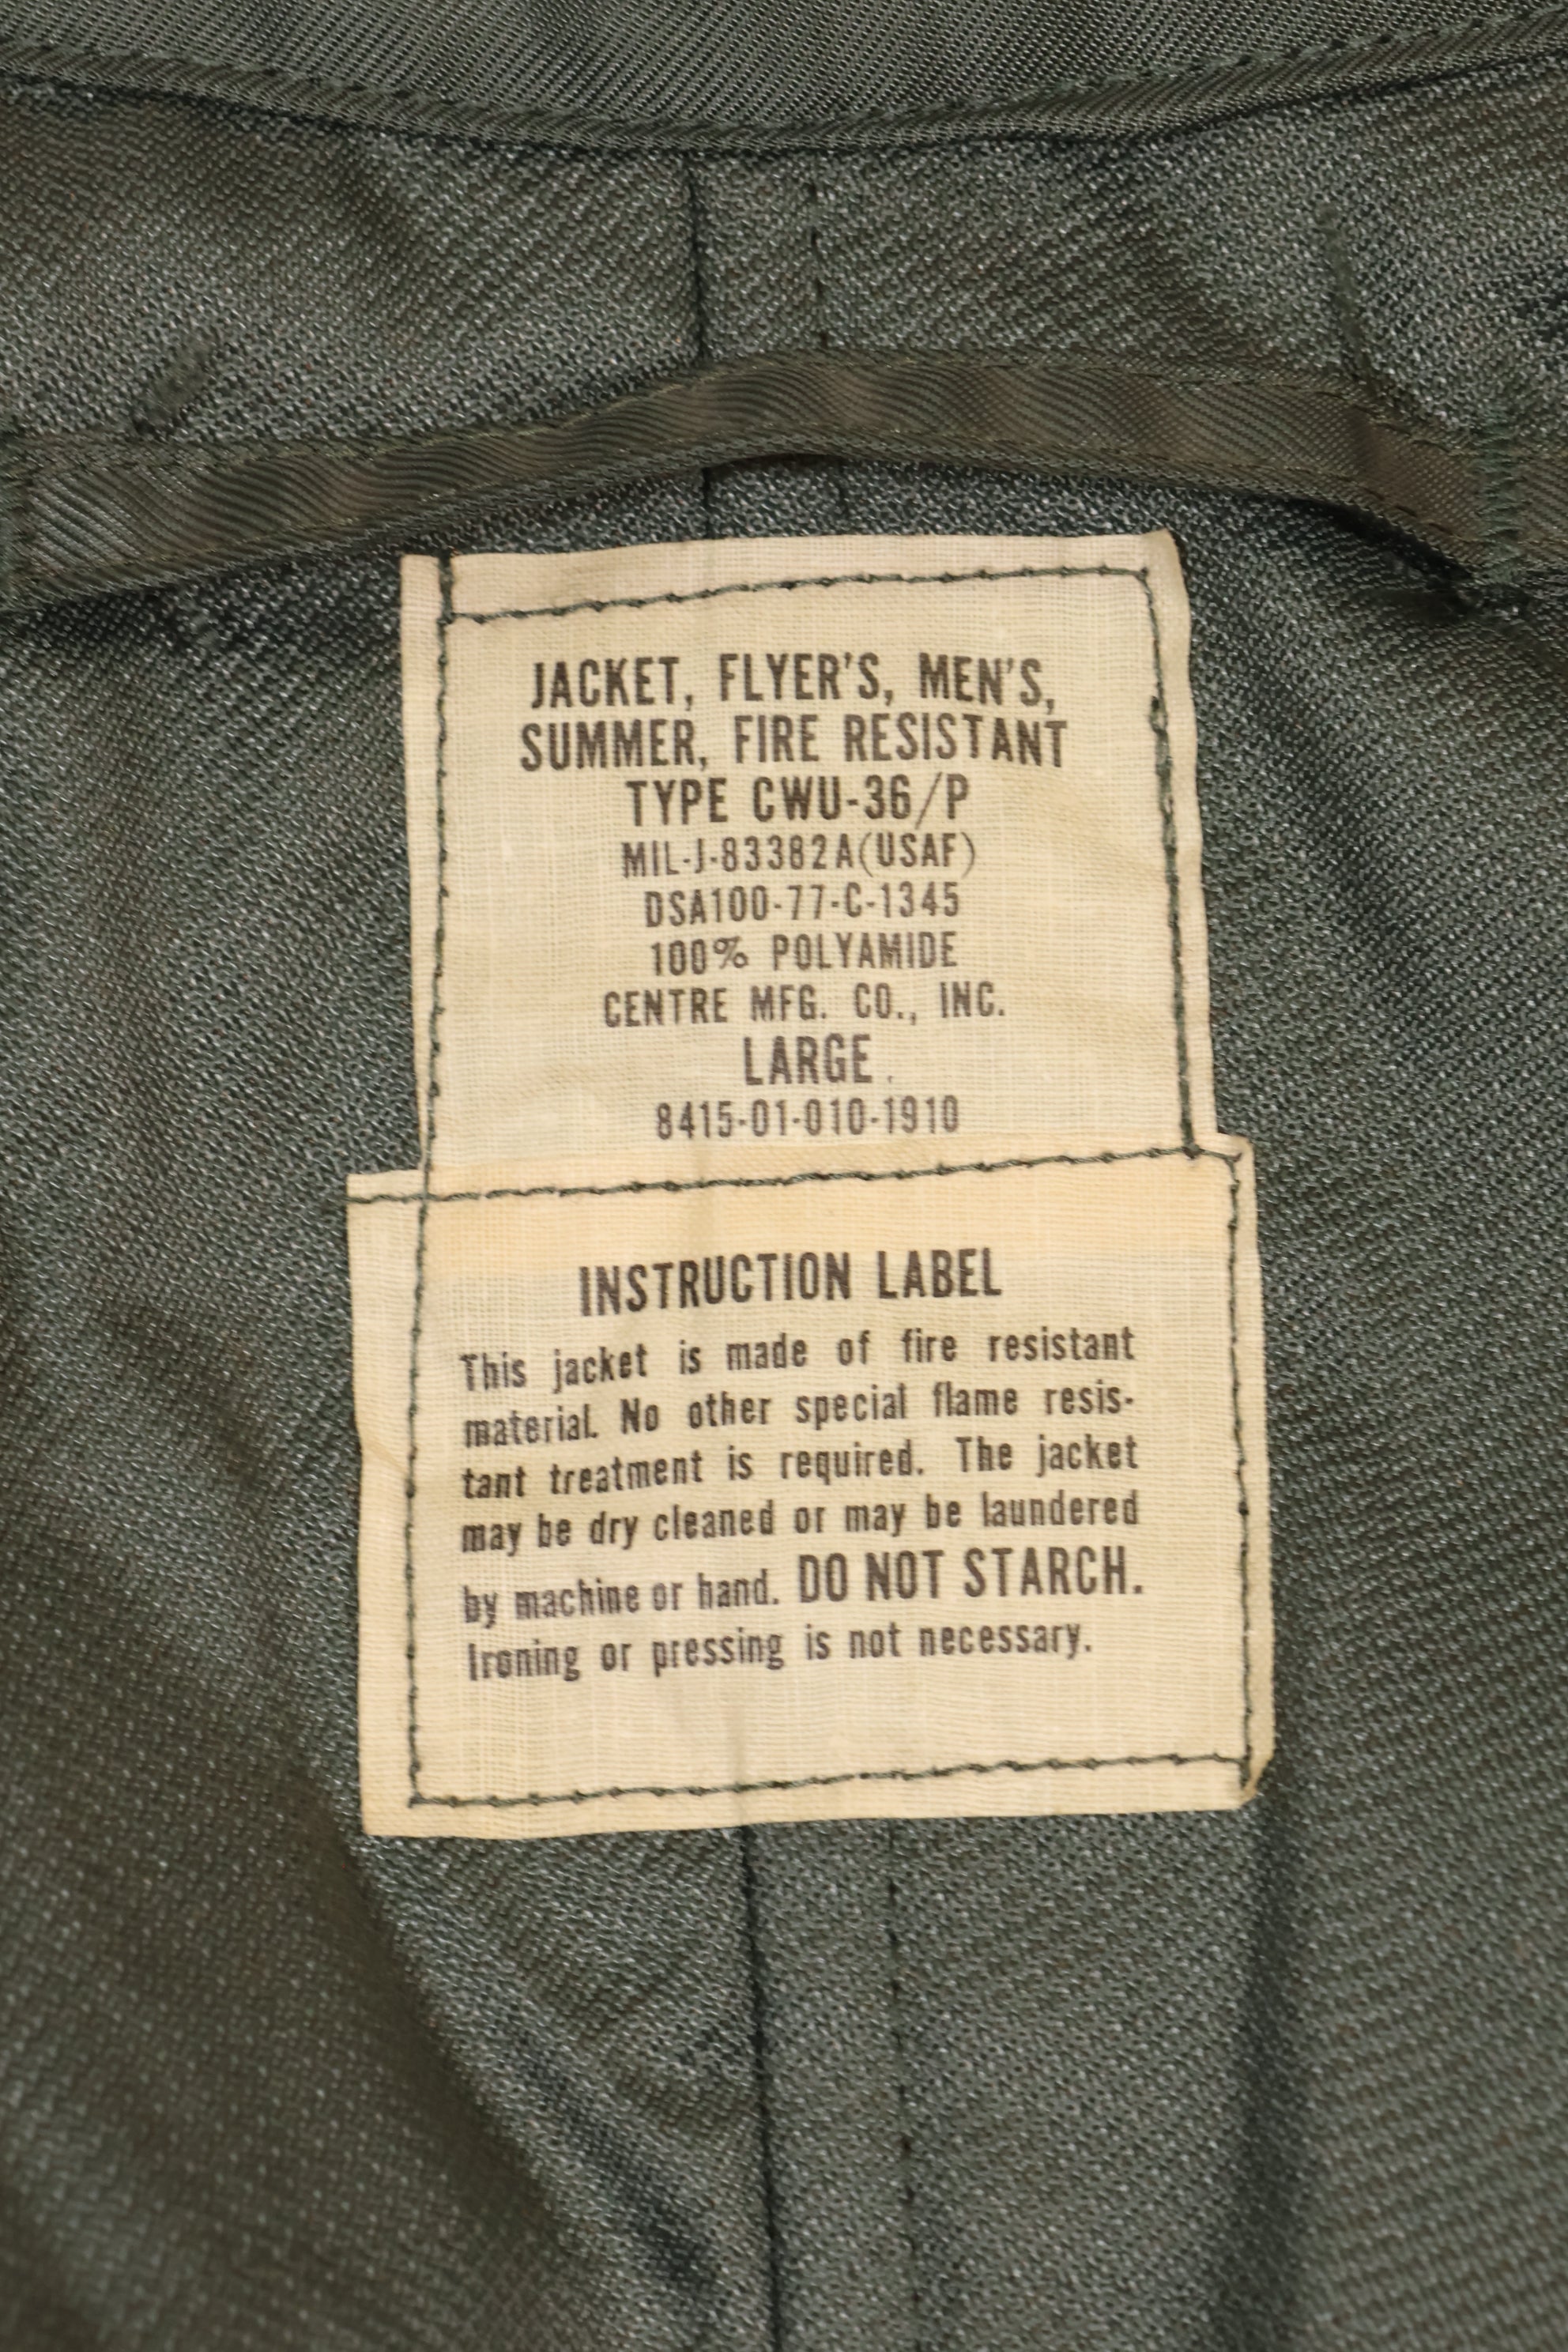 JACKET, FLYER'S, MEN'S,
SUMMER, FIRE RESISTANT
TYPE CWU-36/P
MIL-J-83382A(USAF)
DSA100-77-C-1345
100% POLYAMIDE
CENTRE MFG. CO., INC.
LARGE
8415-01-010-1910
INSTRUCTION LABEL
This jacket is made of fire resistant
material. No other special flame resis-
tant treatment is required. The jacket
may be dry cleaned or may be laundered
by machine or hand. DO NOT STARCH.
Ironing or pressing is not necessary.